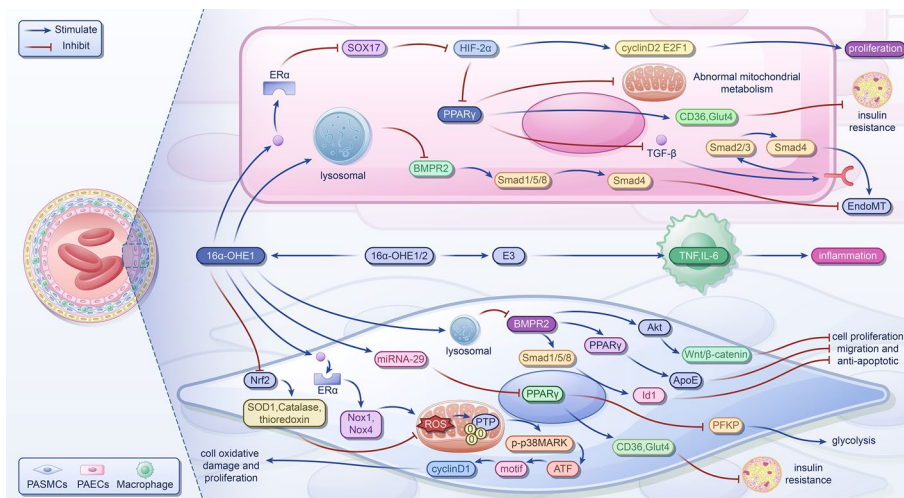 Stimulate
Inhibit
SOX17
HIF-2α
cyclinD2 E2F1
proliferation
ERα
Abnormal mitochondrial
metabolism
PPARγ
CD36,Glut4
insulin
resistance
lysosomal
TGF-β
Smad2/3
Smad4
BMPR2
Smad1/5/8
Smad4
EndoMT
16α-OHE1
16α-OHE1/2
E3
TNF,IL-6
inflammation
lysosomal
BMPR2
Akt
cell proliferation
migration and
anti-apoptotic
miRNA-29
Smad1/5/8
PPARγ
Wnt/β-catenin
Nrf2
ERα
PPARγ
Id1
ApoE
SOD1,Catalase,
thioredoxin
Nox1,
Nox4
ROS
PTP
O
O
O
p-p38MARK
PFKP
CD36,Glut4
glycolysis
coll oxidative
damage and
proliferation
cyclinD1
motif
ATF
insulin
resistance
PASMCs
PAECs
Macrophage